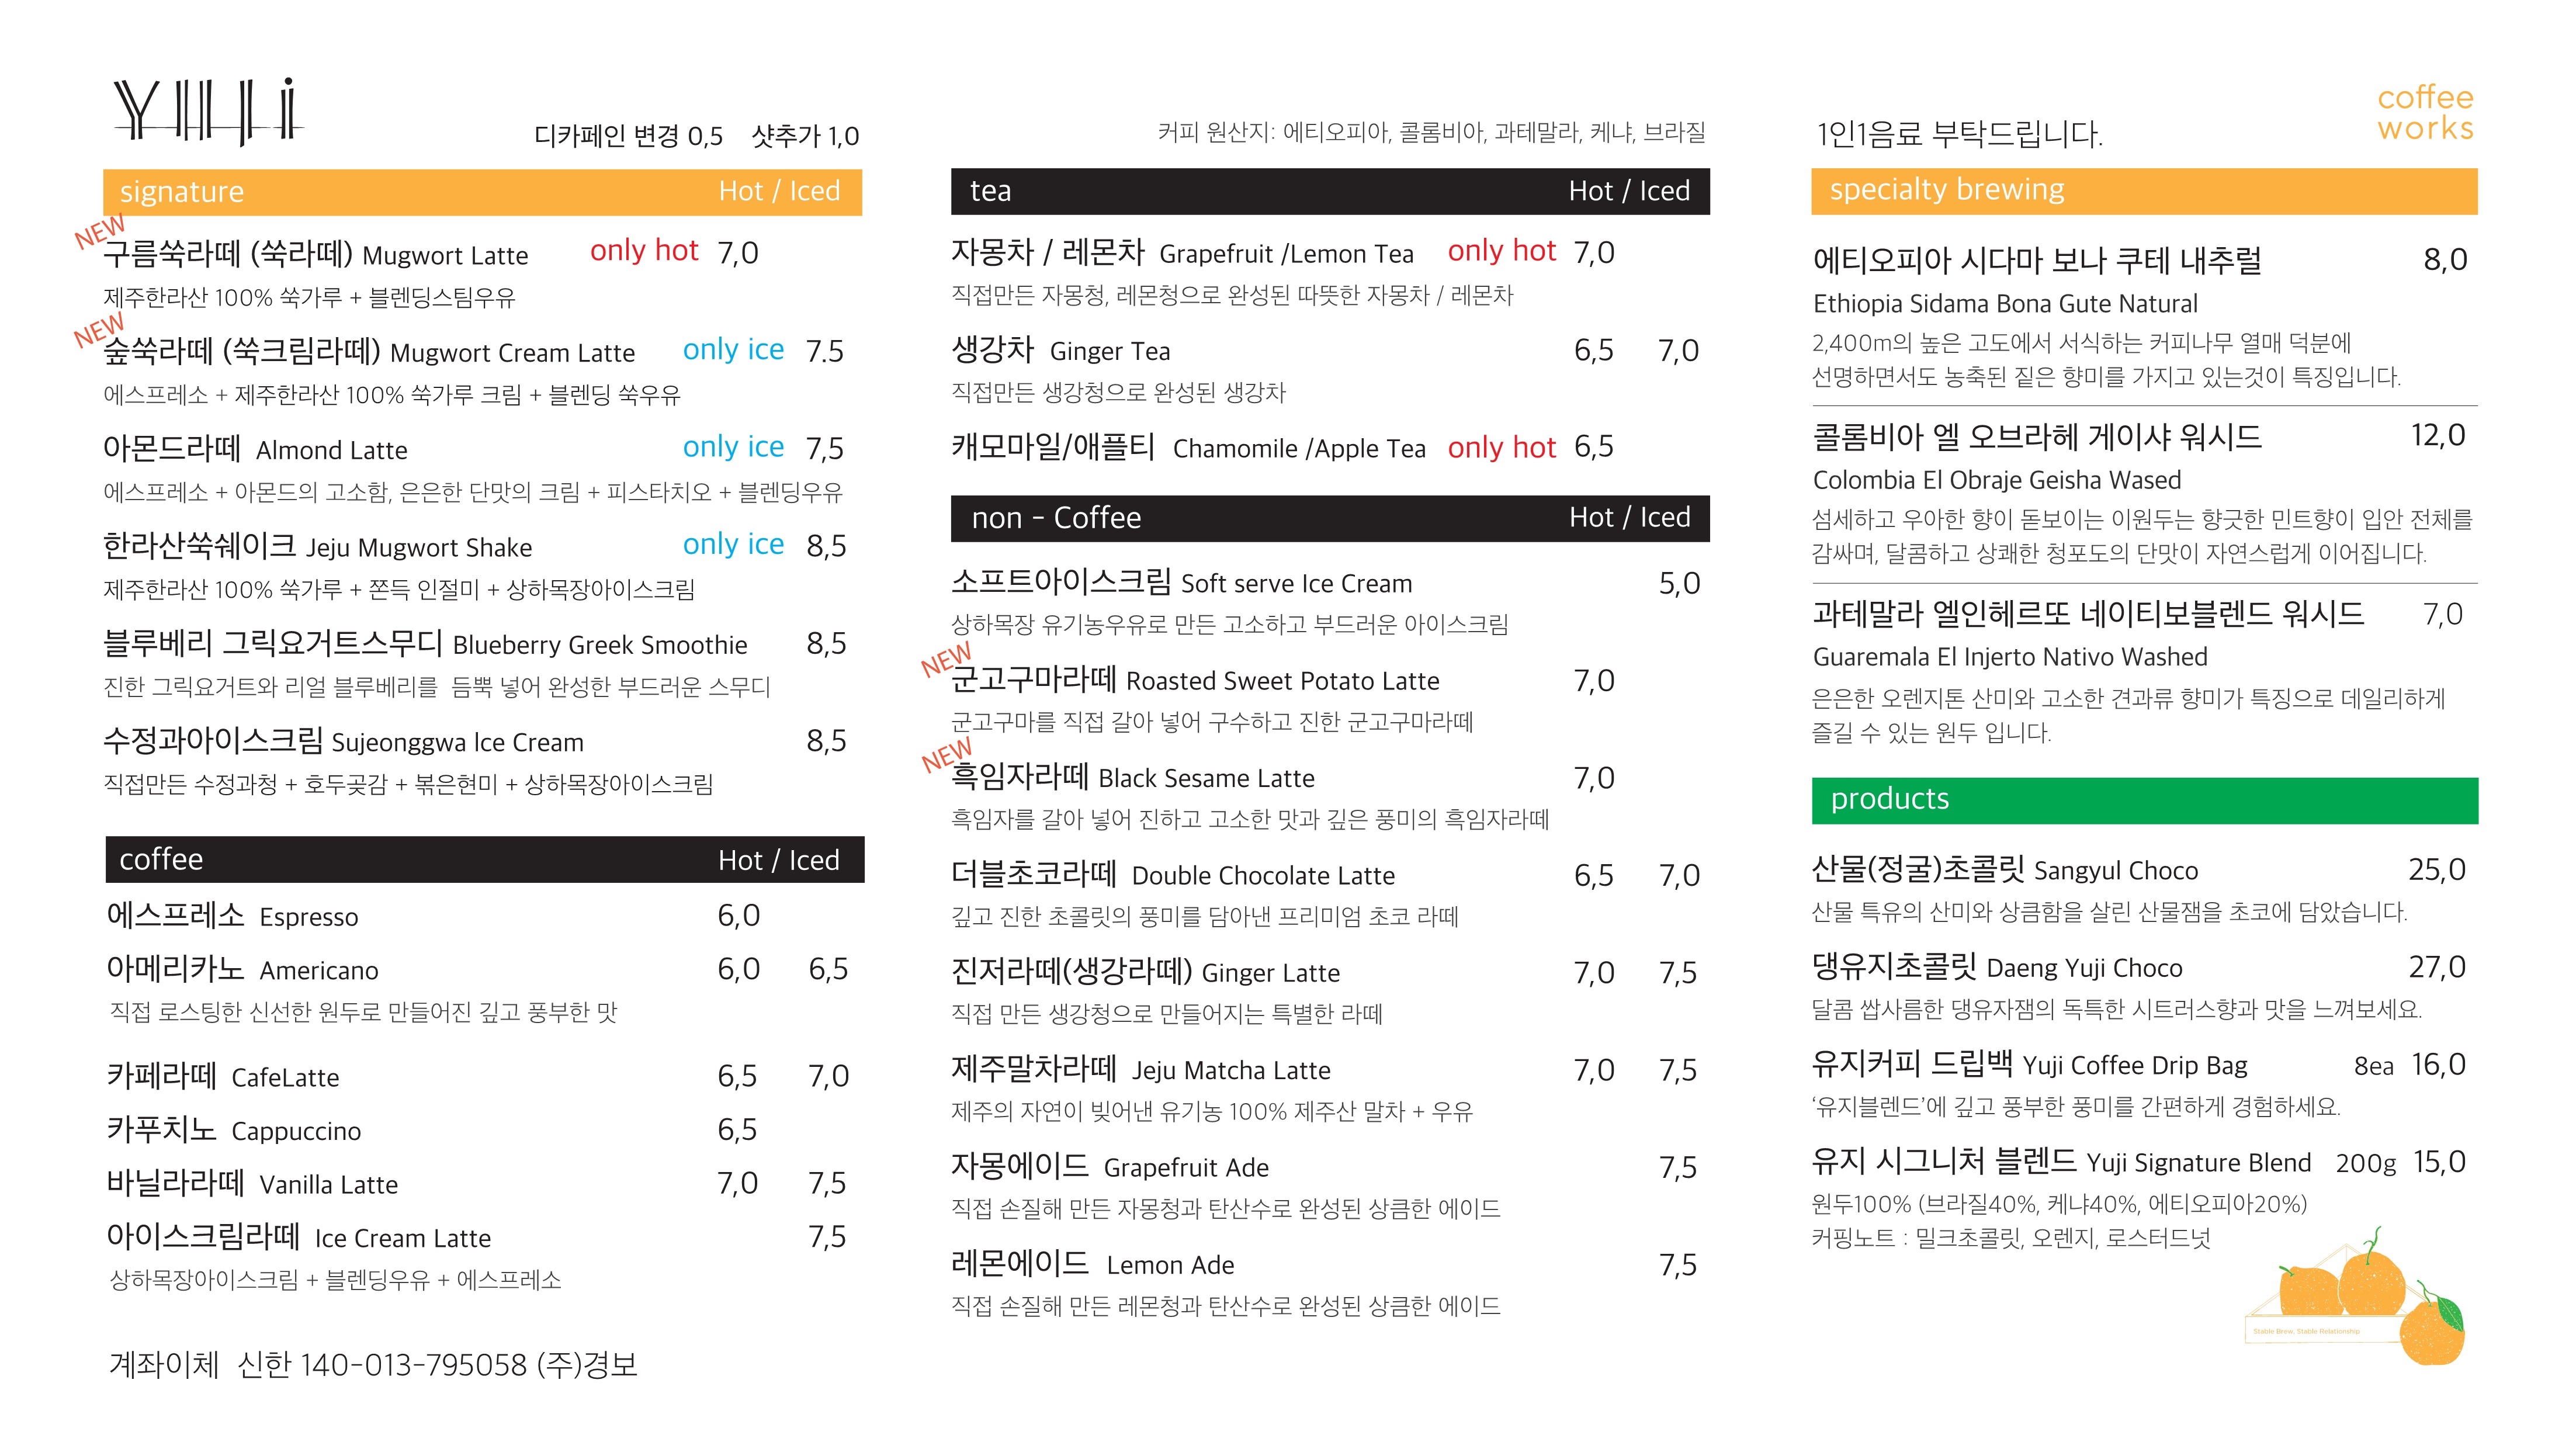 YUJI
디카페인 변경 0,5 샷추가 1,0
signature Hot / Iced
NEW
구름쑥라떼 (쑥라떼) Mugwort Latte only hot 7,0
제주한라산 100% 쑥가루 + 블렌딩스팀우유
NEW
숲쑥라떼 (쑥크림라떼) Mugwort Cream Latte only ice 7.5
에스프레소 + 제주한라산 100% 쑥가루 크림 + 블렌딩 쑥우유
아몬드라떼 Almond Latte only ice 7,5
에스프레소 + 아몬드의 고소함, 은은한 단맛의 크림 + 피스타치오 + 블렌딩우유
한라산쑥쉐이크 Jeju Mugwort Shake only ice 8,5
제주한라산 100% 쑥가루 + 쫀득 인절미 + 상하목장아이스크림
블루베리 그릭요거트스무디 Blueberry Greek Smoothie 8,5
진한 그릭요거트와 리얼 블루베리를 듬뿍 넣어 완성한 부드러운 스무디
수정과아이스크림 Sujeonggwa Ice Cream 8,5
직접만든 수정과청 + 호두곶감 + 볶은현미 + 상하목장아이스크림
coffee Hot / Iced
에스프레소 Espresso 6,0
아메리카노 Americano 6,0 6,5
직접 로스팅한 신선한 원두로 만들어진 깊고 풍부한 맛
카페라떼 CafeLatte 6,5 7,0
카푸치노 Cappuccino 6,5
바닐라라떼 Vanilla Latte 7,0 7,5
아이스크림라떼 Ice Cream Latte 7,5
상하목장아이스크림 + 블렌딩우유 + 에스프레소
계좌이체 신한 140-013-795058 (주)경보
커피 원산지: 에티오피아, 콜롬비아, 과테말라, 케냐, 브라질
tea Hot / Iced
자몽차 / 레몬차 Grapefruit /Lemon Tea only hot 7,0
직접만든 자몽청, 레몬청으로 완성된 따뜻한 자몽차 / 레몬차
생강차 Ginger Tea 6,5 7,0
직접만든 생강청으로 완성된 생강차
캐모마일/애플티 Chamomile /Apple Tea only hot 6,5
non - Coffee Hot / Iced
소프트아이스크림 Soft serve Ice Cream 5,0
상하목장 유기농우유로 만든 고소하고 부드러운 아이스크림
NEW
군고구마라떼 Roasted Sweet Potato Latte 7,0
군고구마를 직접 갈아 넣어 구수하고 진한 군고구마라떼
NEW
흑임자라떼 Black Sesame Latte 7,0
흑임자를 갈아 넣어 진하고 고소한 맛과 깊은 풍미의 흑임자라떼
더블초코라떼 Double Chocolate Latte 6,5 7,0
깊고 진한 초콜릿의 풍미를 담아낸 프리미엄 초코 라떼
진저라떼(생강라떼) Ginger Latte 7,0 7,5
직접 만든 생강청으로 만들어지는 특별한 라떼
제주말차라떼 Jeju Matcha Latte 7,0 7,5
제주의 자연이 빚어낸 유기농 100% 제주산 말차 + 우유
자몽에이드 Grapefruit Ade 7,5
직접 손질해 만든 자몽청과 탄산수로 완성된 상큼한 에이드
레몬에이드 Lemon Ade 7,5
직접 손질해 만든 레몬청과 탄산수로 완성된 상큼한 에이드
1인1음료 부탁드립니다.
coffee
works
specialty brewing
에티오피아 시다마 보나 쿠테 내추럴 8,0
Ethiopia Sidama Bona Gute Natural
2,400m의 높은 고도에서 서식하는 커피나무 열매 덕분에
선명하면서도 농축된 짙은 향미를 가지고 있는것이 특징입니다.
콜롬비아 엘 오브라헤 게이샤 워시드 12,0
Colombia El Obraje Geisha Wased
섬세하고 우아한 향이 돋보이는 이원두는 향긋한 민트향이 입안 전체를
감싸며, 달콤하고 상쾌한 청포도의 단맛이 자연스럽게 이어집니다.
과테말라 엘인헤르또 네이티보블렌드 워시드 7,0
Guaremala El Injerto Nativo Washed
은은한 오렌지톤 산미와 고소한 견과류 향미가 특징으로 데일리하게
즐길 수 있는 원두 입니다.
products
산물(정굴)초콜릿 Sangyul Choco 25,0
산물 특유의 산미와 상큼함을 살린 산물잼을 초코에 담았습니다.
댕유지초콜릿 Daeng Yuji Choco 27,0
달콤 쌉사름한 댕유자잼의 독특한 시트러스향과 맛을 느껴보세요.
유지커피 드립백 Yuji Coffee Drip Bag 8ea 16,0
‘유지블렌드’에 깊고 풍부한 풍미를 간편하게 경험하세요.
유지 시그니처 블렌드 Yuji Signature Blend 200g 15,0
원두100% (브라질40%, 케냐40%, 에티오피아20%)
커핑노트 : 밀크초콜릿, 오렌지, 로스터드넛
Stable Brew, Stable Relationship